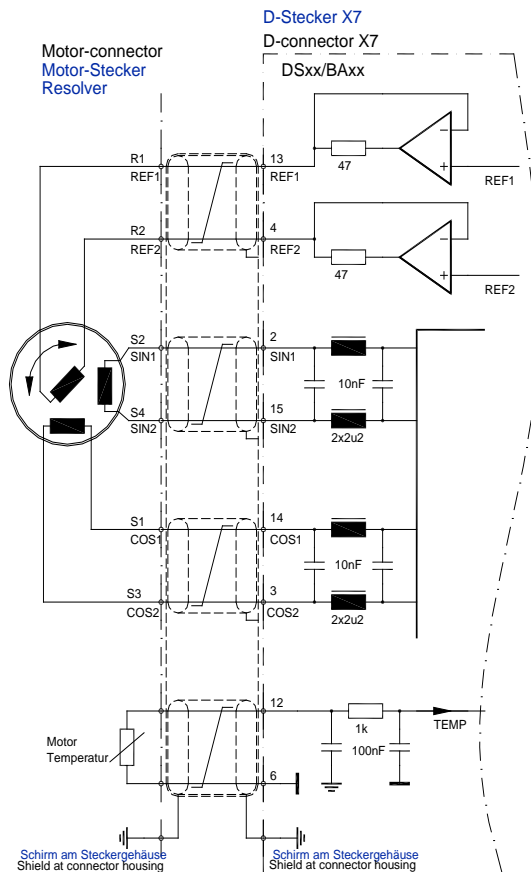 D-Stecker X7
D-connector X7
Motor-connector
Motor-Stecker
Resolver
DSxx/BAxx
R1
REF1
13
REF1
47
REF1
R2
REF2
4
REF2
47
REF2
S2
SIN1
2
SIN1
10nF
S4
SIN2
15
SIN2
2x2u2
S1
COS1
14
COS1
10nF
S3
COS2
3
COS2
2x2u2
12
1k
TEMP
Motor
Temperatur
100nF
6
Schirm am Steckergehäuse
Shield at connector housing
Schirm am Steckergehäuse
Shield at connector housing